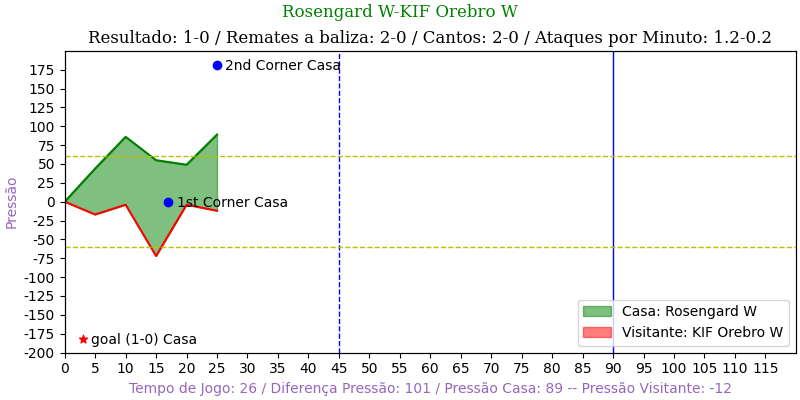 Rosengard W-KIF Orebro W
Resultado: 1-0 / Remates a baliza: 2-0 / Cantos: 2-0 / Ataques por Minuto: 1.2-0.2
Pressão
175
150
125
100
75
50
25
0
-25
-50
-75
-100
-125
-150
-175
-200
2nd Corner Casa
1st Corner Casa
goal (1-0) Casa
Casa: Rosengard W
Visitante: KIF Orebro W
0 5 10 15 20 25 30 35 40 45 50 55 60 65 70 75 80 85 90 95 100 105 110 115
Tempo de Jogo: 26 / Diferença Pressão: 101 / Pressão Casa: 89 -- Pressão Visitante: -12